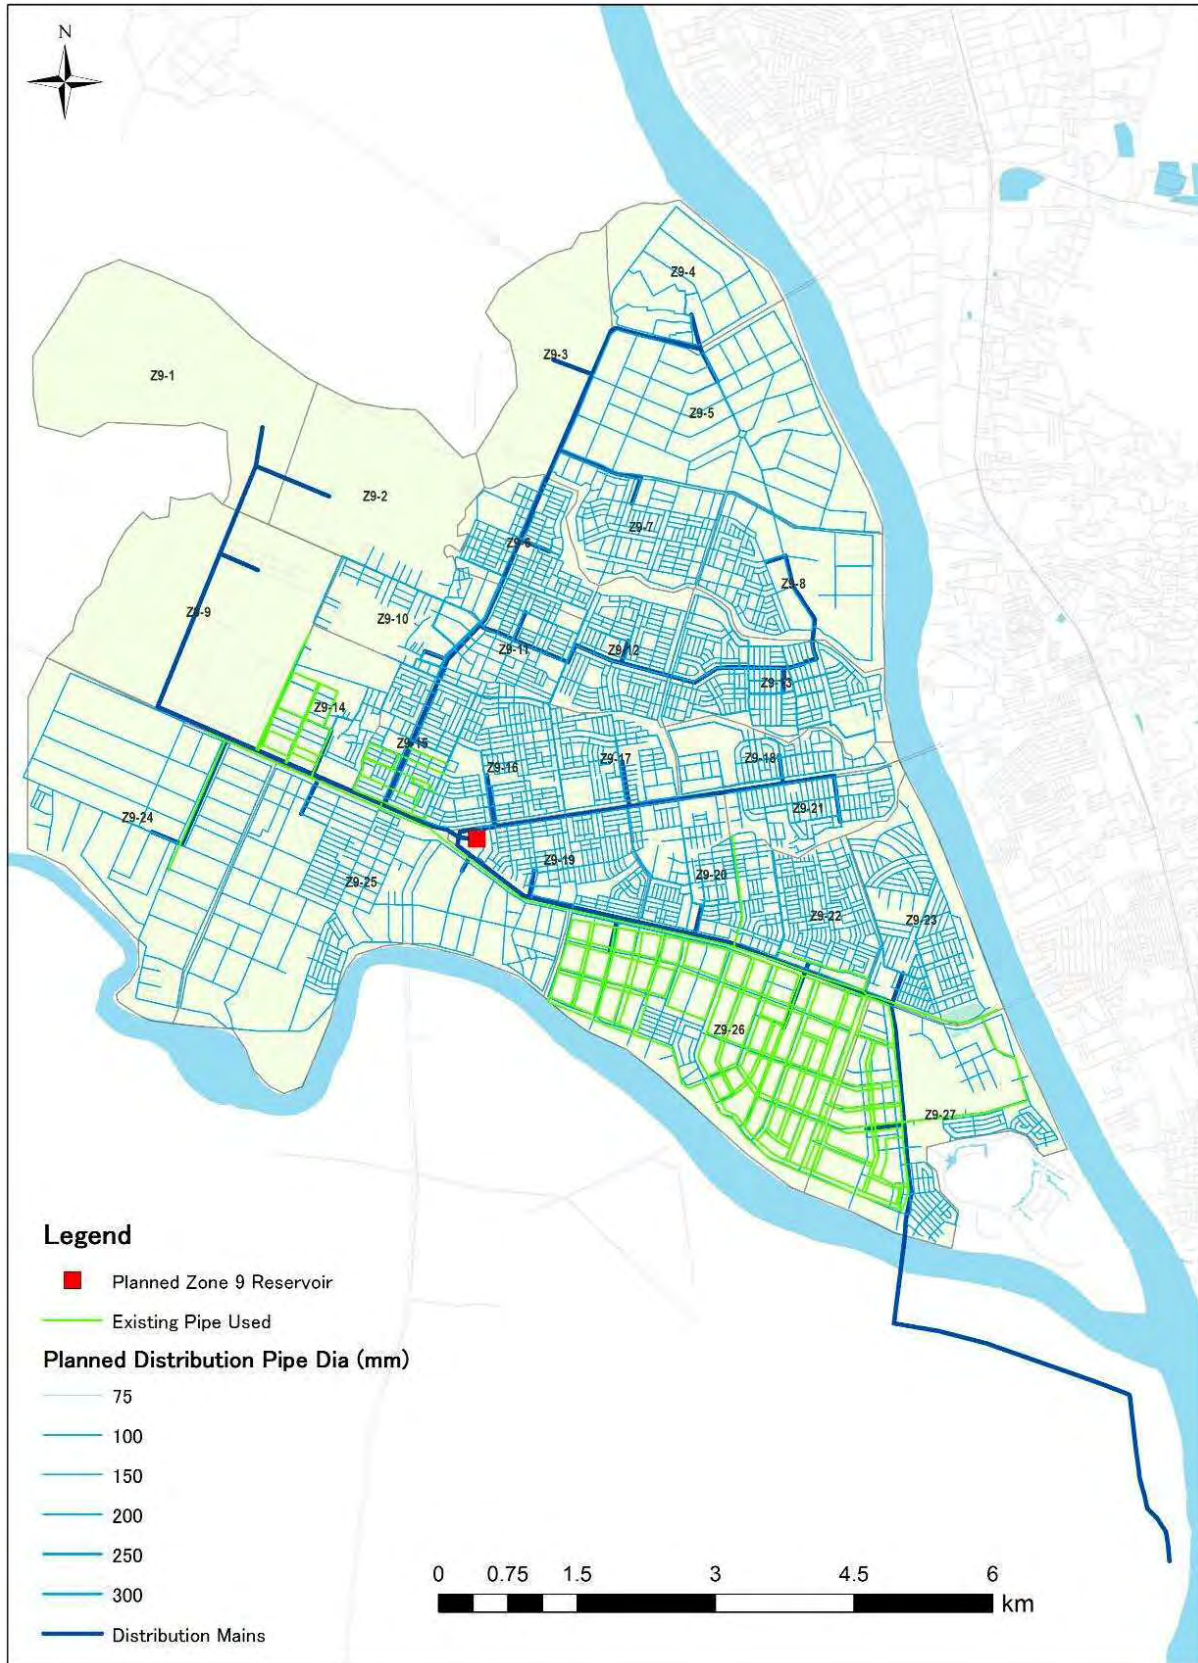 N
Z9-4
Z9-3
Z9-1
Z9-5
Z9-2
Z9-7
Z9-6
Z9-8
Z9-9
Z9-10
Z9-11
Z9-12
Z9-13
Z9-14
Z9-15
Z9-17
Z9-18
Z9-16
Z9-21
Z9-24
Z9-19
Z9-20
Z9-25
Z9-22
Z9-23
Z9-26
Z9-27
Legend
Planned Zone 9 Reservoir
Existing Pipe Used
Planned Distribution Pipe Dia (mm)
75
100
150
200
250
300
Distribution Mains
0 0.75 1.5 3 4.5 6
km